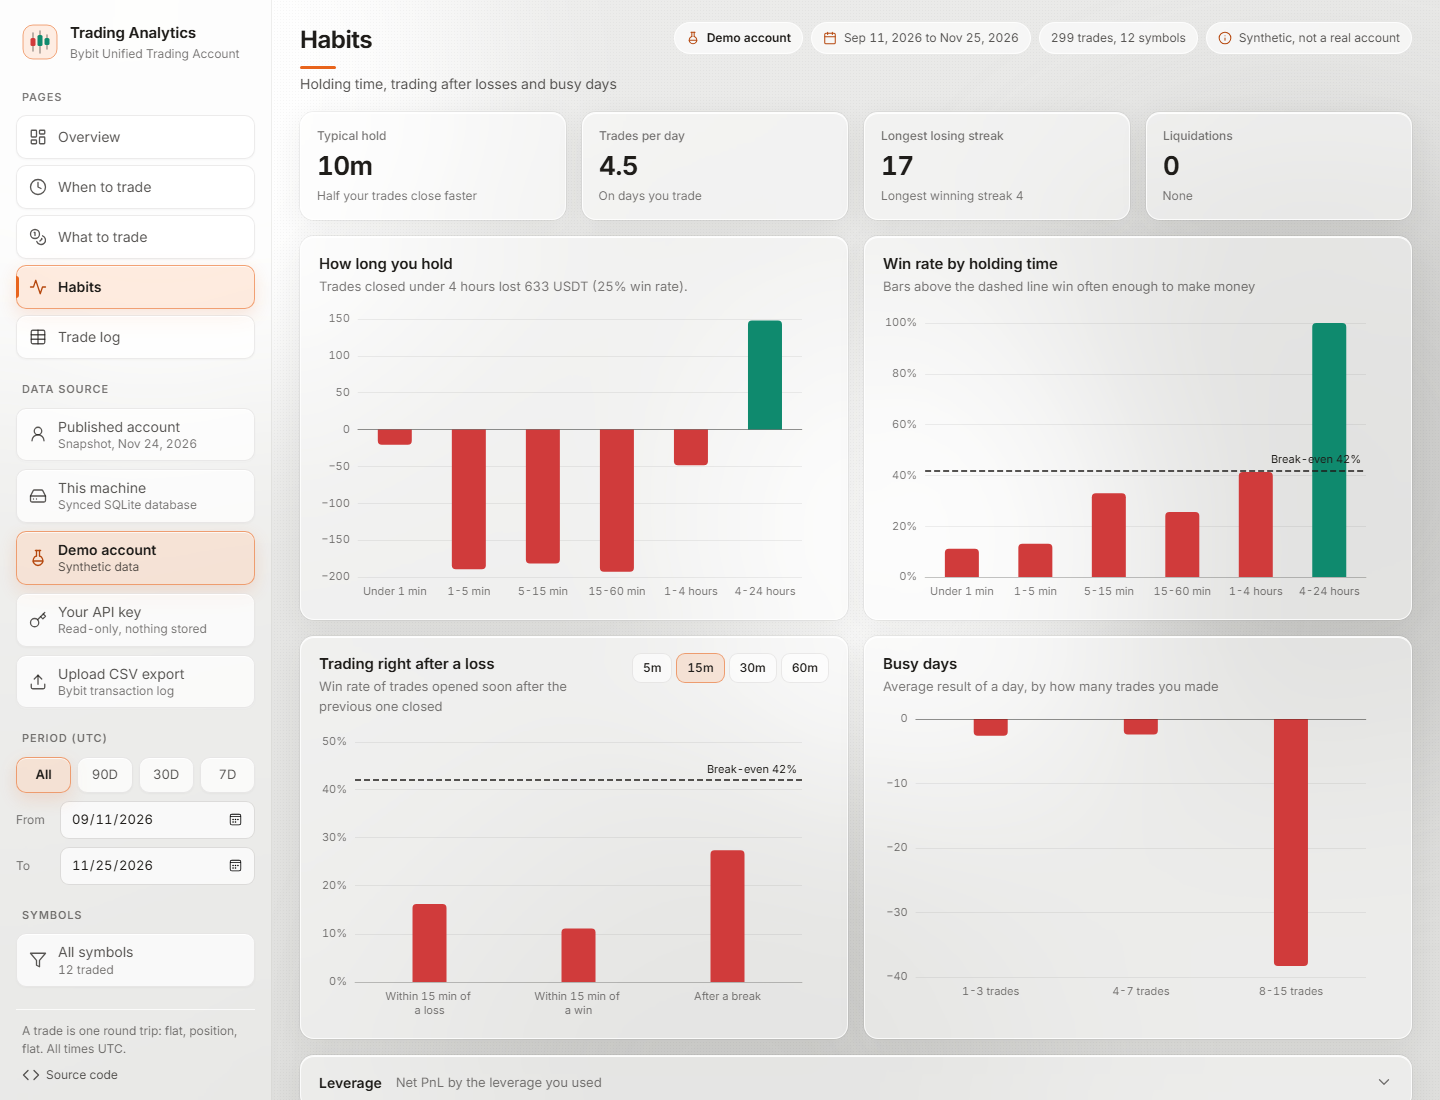 Trading Analytics
Bybit Unified Trading Account
PAGES
Overview
When to trade
What to trade
Habits
Trade log
DATA SOURCE
Published account
Snapshot, Nov 24, 2026
This machine
Synced SQLite database
Demo account
Synthetic data
Your API key
Read-only, nothing stored
Upload CSV export
Bybit transaction log
PERIOD (UTC)
All 90D 30D 7D
From 09/11/2026
To 11/25/2026
SYMBOLS
All symbols
12 traded
A trade is one round trip: flat, position,
flat. All times UTC.
Source code
Habits
Demo account
Sep 11, 2026 to Nov 25, 2026
299 trades, 12 symbols
Synthetic, not a real account
Holding time, trading after losses and busy days
Typical hold
10m
Half your trades close faster
Trades per day
4.5
On days you trade
Longest losing streak
17
Longest winning streak 4
Liquidations
0
None
How long you hold
Trades closed under 4 hours lost 633 USDT (25% win rate).
150
100
50
0
−50
−100
−150
−200
Under 1 min 1-5 min 5-15 min 15-60 min 1-4 hours 4-24 hours
Win rate by holding time
Bars above the dashed line win often enough to make money
100%
80%
60%
Break-even 42%
40%
20%
0%
Under 1 min 1-5 min 5-15 min 15-60 min 1-4 hours 4-24 hours
Trading right after a loss
5m 15m 30m 60m
Win rate of trades opened soon after the
previous one closed
50%
Break-even 42%
40%
30%
20%
10%
0%
Within 15 min of
a loss
Within 15 min of
a win
After a break
Busy days
Average result of a day, by how many trades you made
0
−10
−20
−30
−40
1-3 trades 4-7 trades 8-15 trades
Leverage Net PnL by the leverage you used